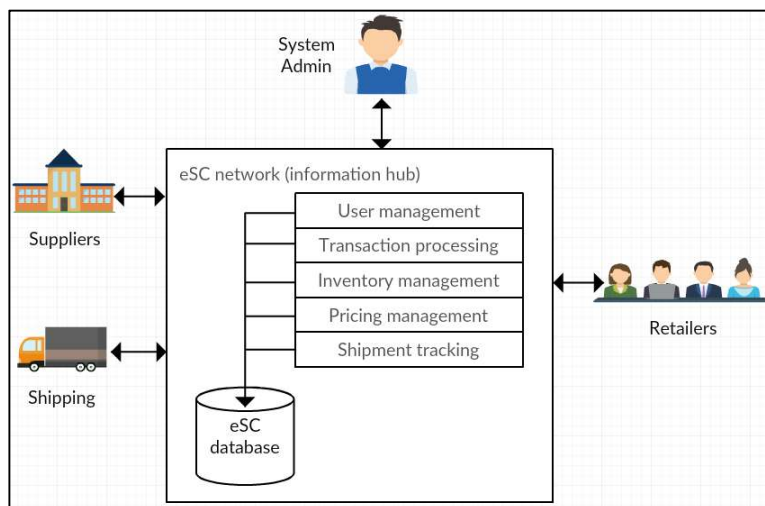 System
Admin
eSC network (information hub)
User management
Suppliers
Transaction processing
Inventory management
Pricing management
Retailers
Shipment tracking
Shipping
eSC
database